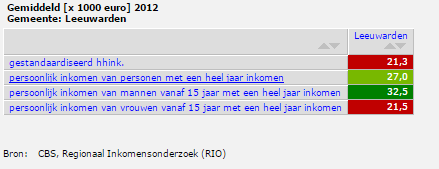 Gemiddeld [x 1000 euro] 2012
Gemeente: Leeuwarden
Leeuwarden
gestandaardiseerd hhink. 21,3
persoonlijk inkomen van personen met een heel jaar inkomen 27,0
persoonlijk inkomen van mannen vanaf 15 jaar met een heel jaar inkomen 32,5
persoonlijk inkomen van vrouwen vanaf 15 jaar met een heel jaar inkomen 21,5
Bron: CBS, Regionaal Inkomensonderzoek (RIO)